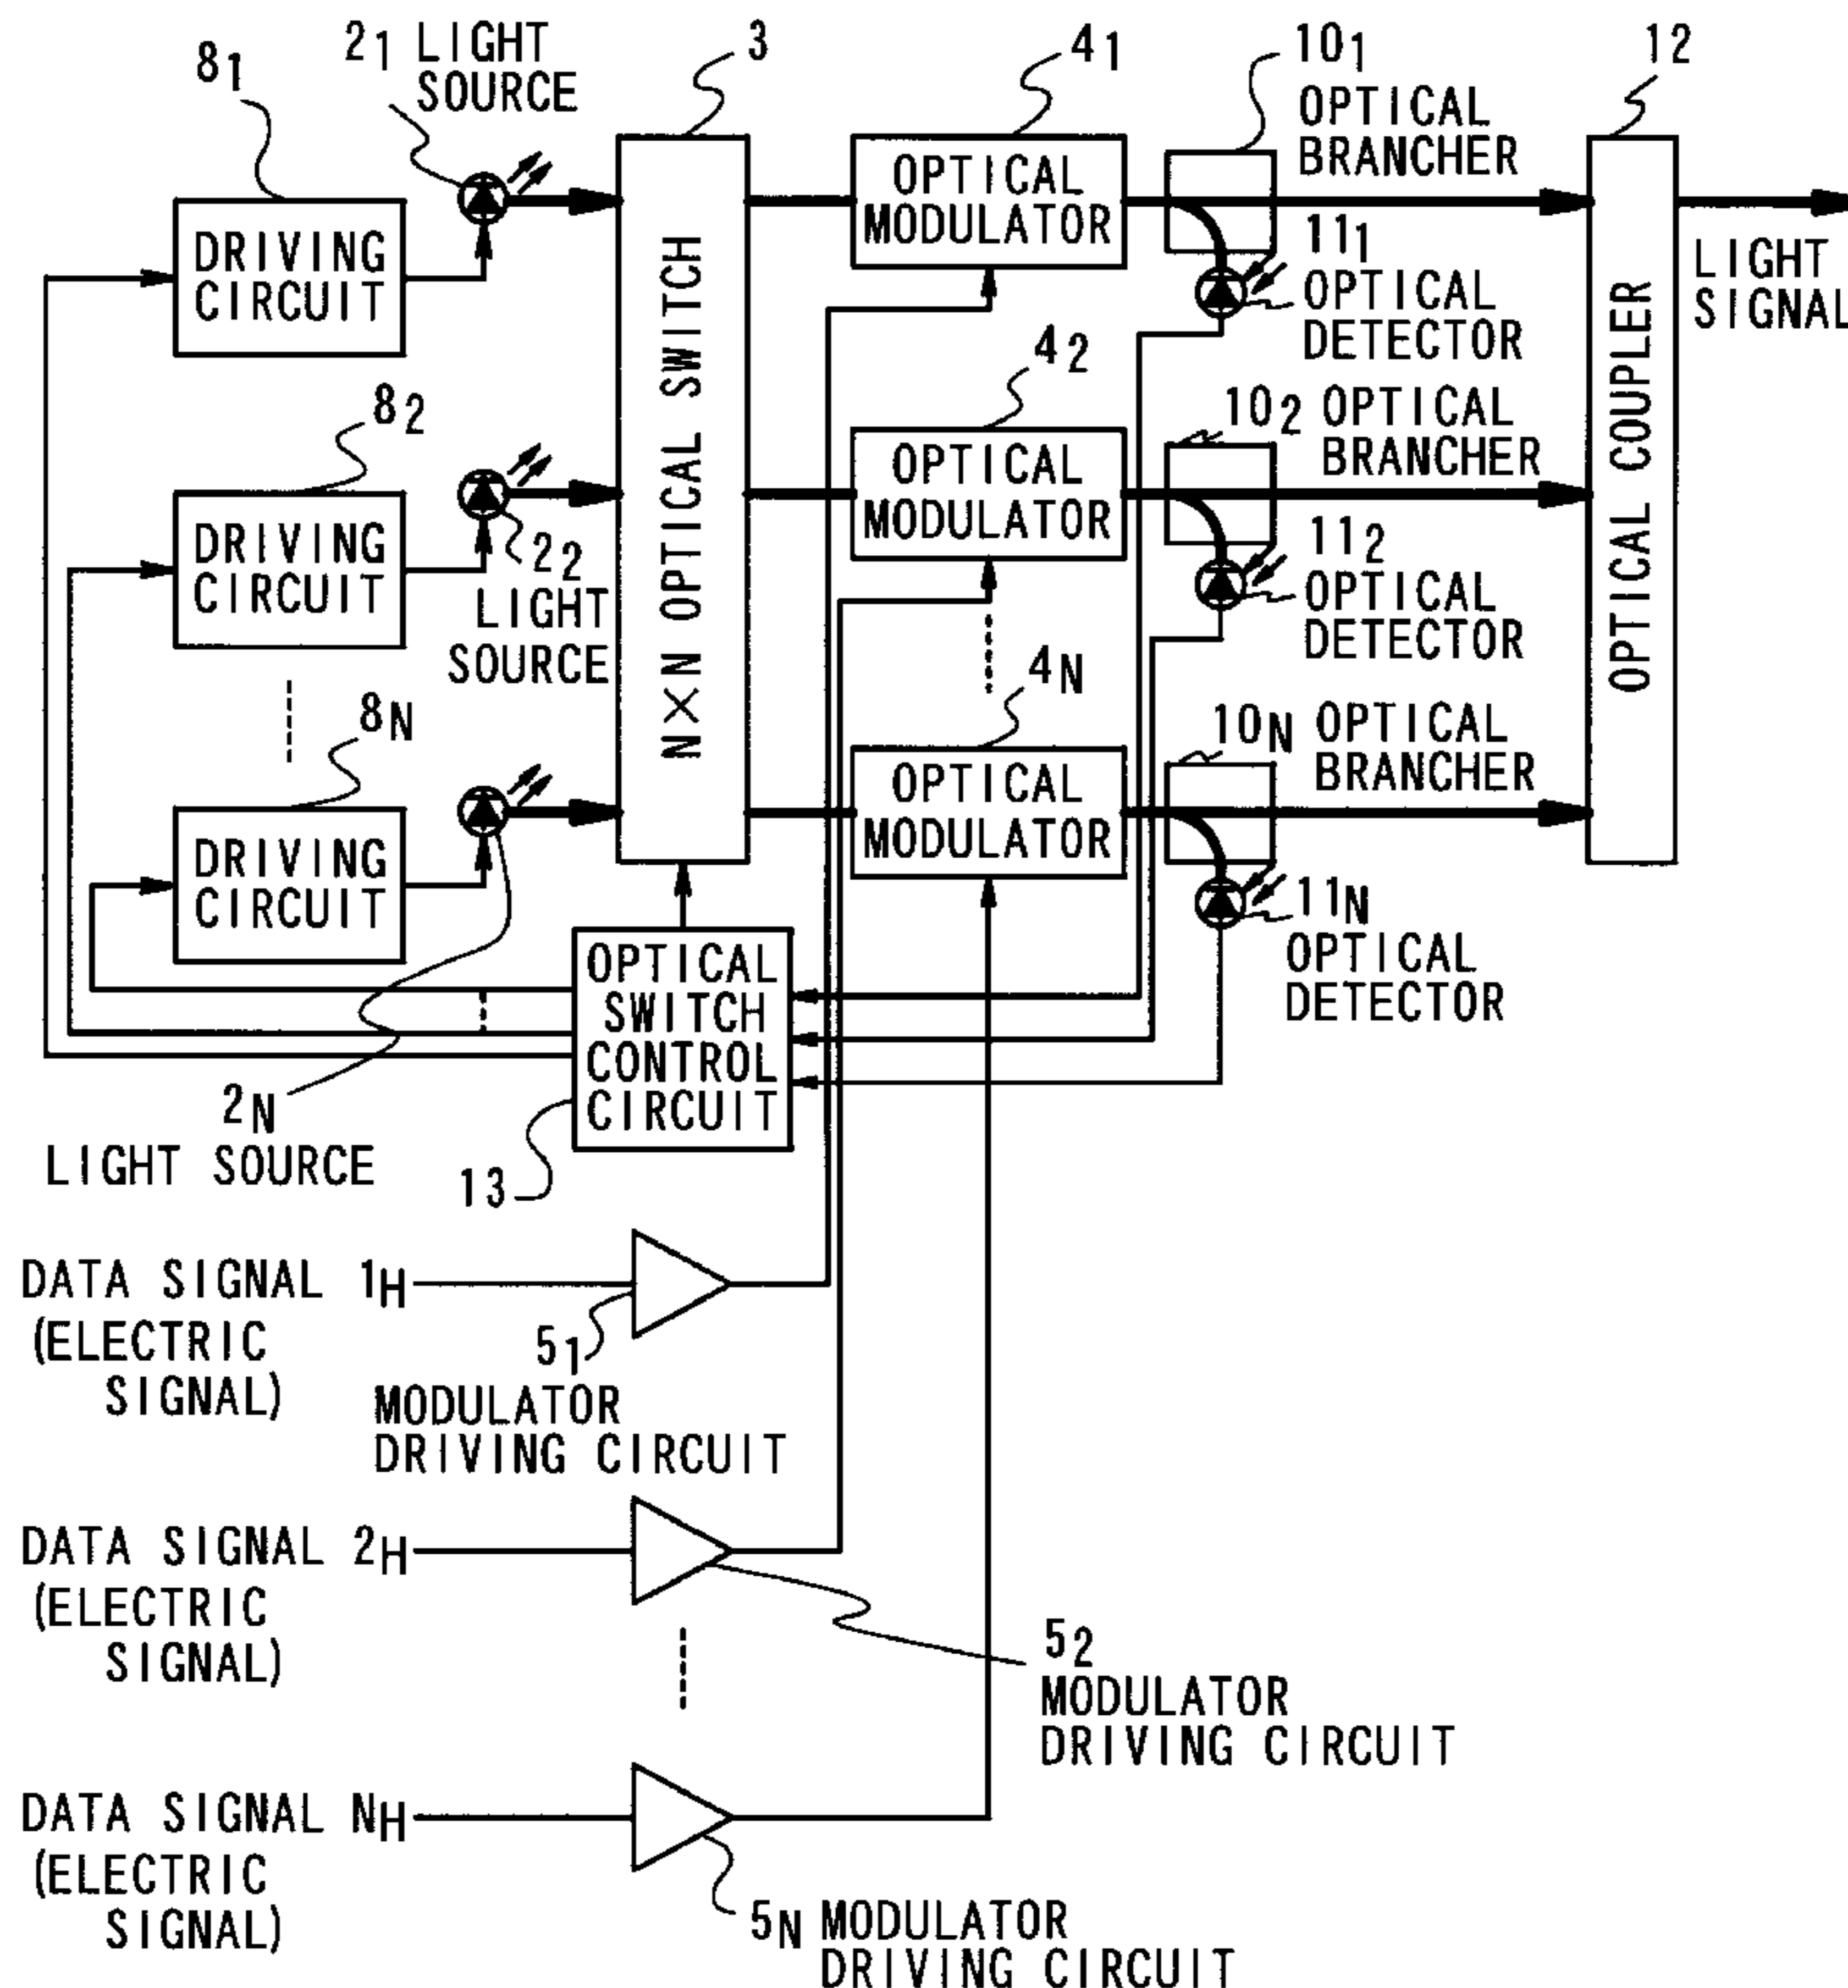 8₁
2₁ LIGHT
SOURCE
3
4₁
10₁
OPTICAL
BRANCHER
12
DRIVING
CIRCUIT
OPTICAL
MODULATOR
11₁
OPTICAL
DETECTOR
LIGHT
SIGNAL
N×N OPTICAL SWITCH
OPTICAL COUPLER
8₂
DRIVING
CIRCUIT
2₂
LIGHT
SOURCE
4₂
OPTICAL
MODULATOR
10₂ OPTICAL
BRANCHER
11₂
OPTICAL
DETECTOR
8N
DRIVING
CIRCUIT
4N
OPTICAL
MODULATOR
10N OPTICAL
BRANCHER
11N
OPTICAL
DETECTOR
OPTICAL
SWITCH
CONTROL
CIRCUIT
2N
LIGHT SOURCE
13
DATA SIGNAL 1H
(ELECTRIC
SIGNAL)
5₁
MODULATOR
DRIVING CIRCUIT
DATA SIGNAL 2H
(ELECTRIC
SIGNAL)
5₂
MODULATOR
DRIVING CIRCUIT
DATA SIGNAL NH
(ELECTRIC
SIGNAL)
5N MODULATOR
DRIVING CIRCUIT